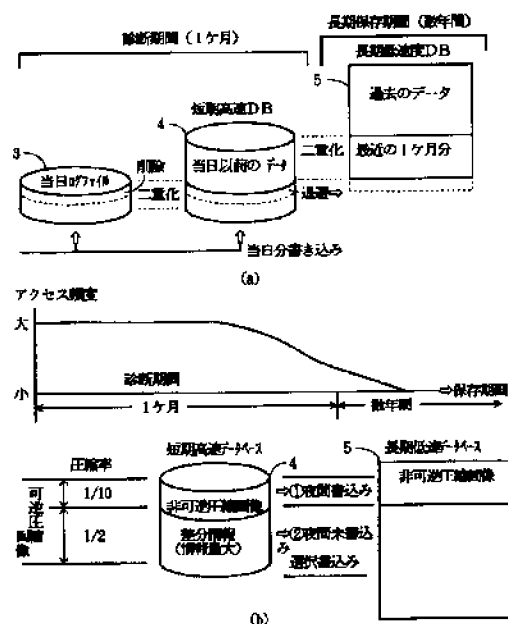 診断期間(1ケ月)
長期保存期間(数年間)
長期低速度DB
5
過去のデータ
短期高速DB
4
3
削除
当日ログファイル
当日以前のデータ
二重化
最近の1ケ月分
二重化
退避⇨
当日分書き込み
(a)
アクセス頻度
大
診断期間
小
⇨保存期間
1ケ月
数年間
短期高速データベース
4
5
長期低速データベース
圧縮率
非可逆圧縮画像
可逆圧縮画像
1/10
非可逆圧縮画像
⇨①夜間書込み
1/2
差分情報
(情報量大)
⇨②夜間未書込み
選択書込み
(b)